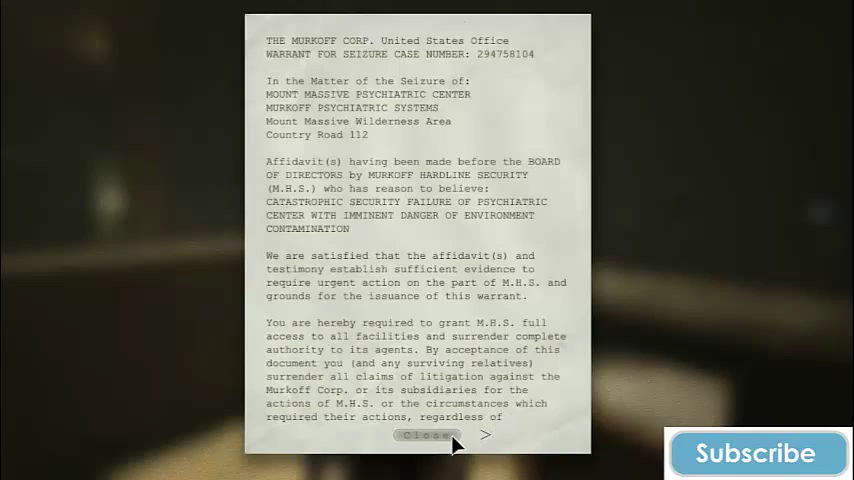 THE MURKOFF CORP. United States Office
WARRANT FOR SEIZURE CASE NUMBER: 294758104
In the Matter of the Seizure of:
MOUNT MASSIVE PSYCHIATRIC CENTER
MURKOFF PSYCHIATRIC SYSTEMS
Mount Massive Wilderness Area
Country Road 112
Affidavit(s) having been made before the BOARD
OF DIRECTORS by MURKOFF HARDLINE SECURITY
(M.H.S.) who has reason to believe:
CATASTROPHIC SECURITY FAILURE OF PSYCHIATRIC
CENTER WITH IMMINENT DANGER OF ENVIRONMENT
CONTAMINATION
We are satisfied that the affidavit(s) and
testimony establish sufficient evidence to
require urgent action on the part of M.H.S. and
grounds for the issuance of this warrant.
You are hereby required to grant M.H.S. full
access to all facilities and surrender complete
authority to its agents. By acceptance of this
document you (and any surviving relatives)
surrender all claims of litigation against the
Murkoff Corp. or its subsidiaries for the
actions of M.H.S. or the circumstances which
required their actions, regardless of
Close >
Subscribe